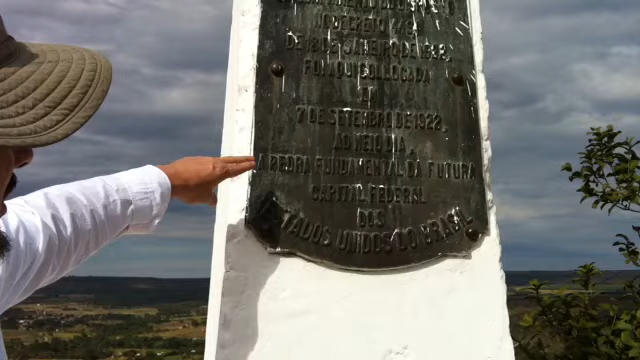 DE 18 DE JANEIRO DE 1922,
FOI AQUI COLLOCADA
EM
7 DE SETEMBRO DE 1922,
AO MEIO DIA,
A PEDRA FUNDAMENTAL DA FUTURA
CAPITAL FEDERAL
DOS
ESTADOS UNIDOS DO BRASIL